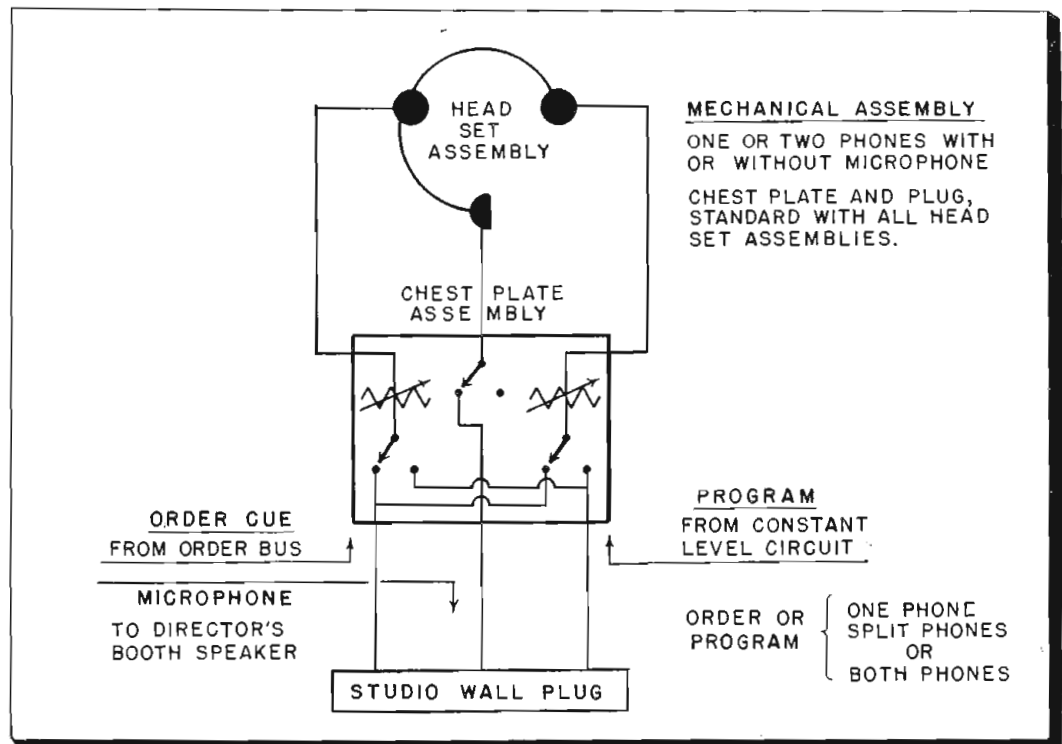 HEAD
SET
ASSEMBLY
MECHANICAL ASSEMBLY
ONE OR TWO PHONES WITH
OR WITHOUT MICROPHONE
CHEST PLATE AND PLUG,
STANDARD WITH ALL HEAD
SET ASSEMBLIES.
CHEST PLATE
ASSEMBLY
ORDER CUE
FROM ORDER BUS
MICROPHONE
TO DIRECTOR'S
BOOTH SPEAKER
PROGRAM
FROM CONSTANT
LEVEL CIRCUIT
ORDER OR
PROGRAM
ONE PHONE
SPLIT PHONES
OR
BOTH PHONES
STUDIO WALL PLUG